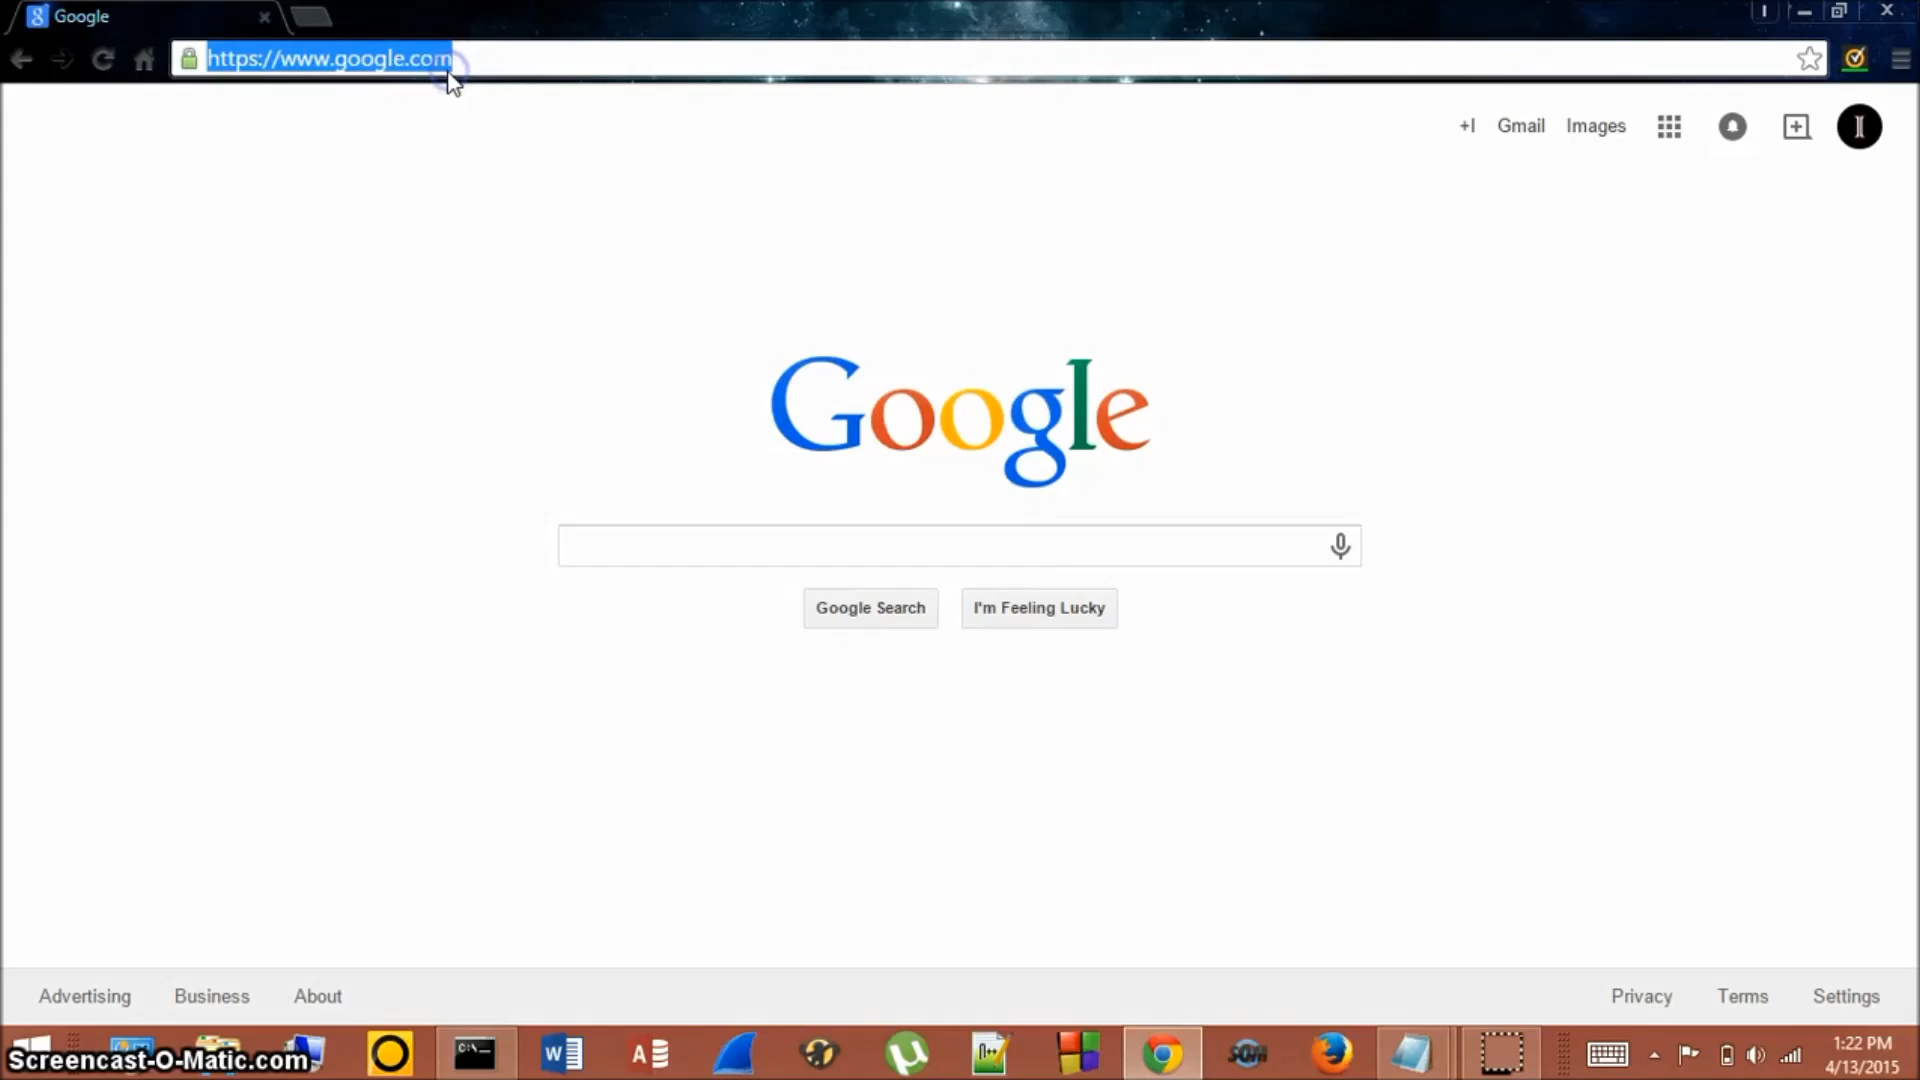 Google
https://www.google.com
+I Gmail Images
Google
Google Search I'm Feeling Lucky
Advertising Business About Privacy Terms Settings
Screencast-O-Matic.com
1:22 PM
4/13/2015